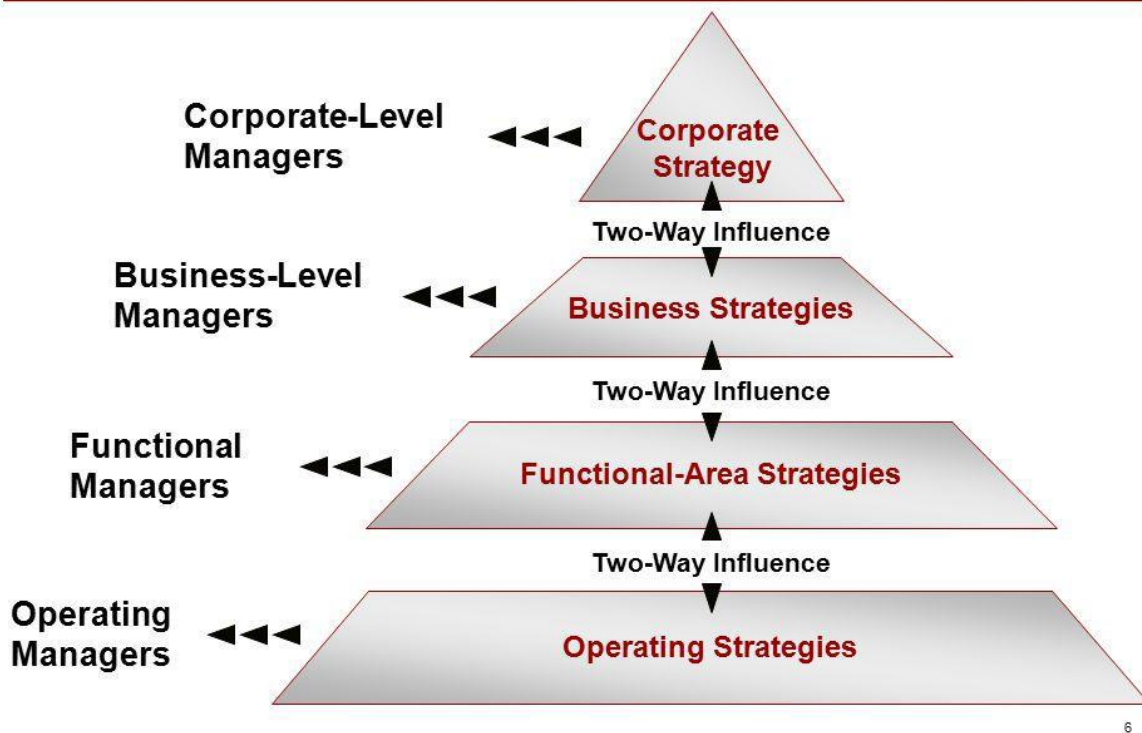 Corporate-Level
Managers
Corporate
Strategy
Two-Way Influence
Business-Level
Managers
Business Strategies
Two-Way Influence
Functional
Managers
Functional-Area Strategies
Two-Way Influence
Operating
Managers
Operating Strategies
6